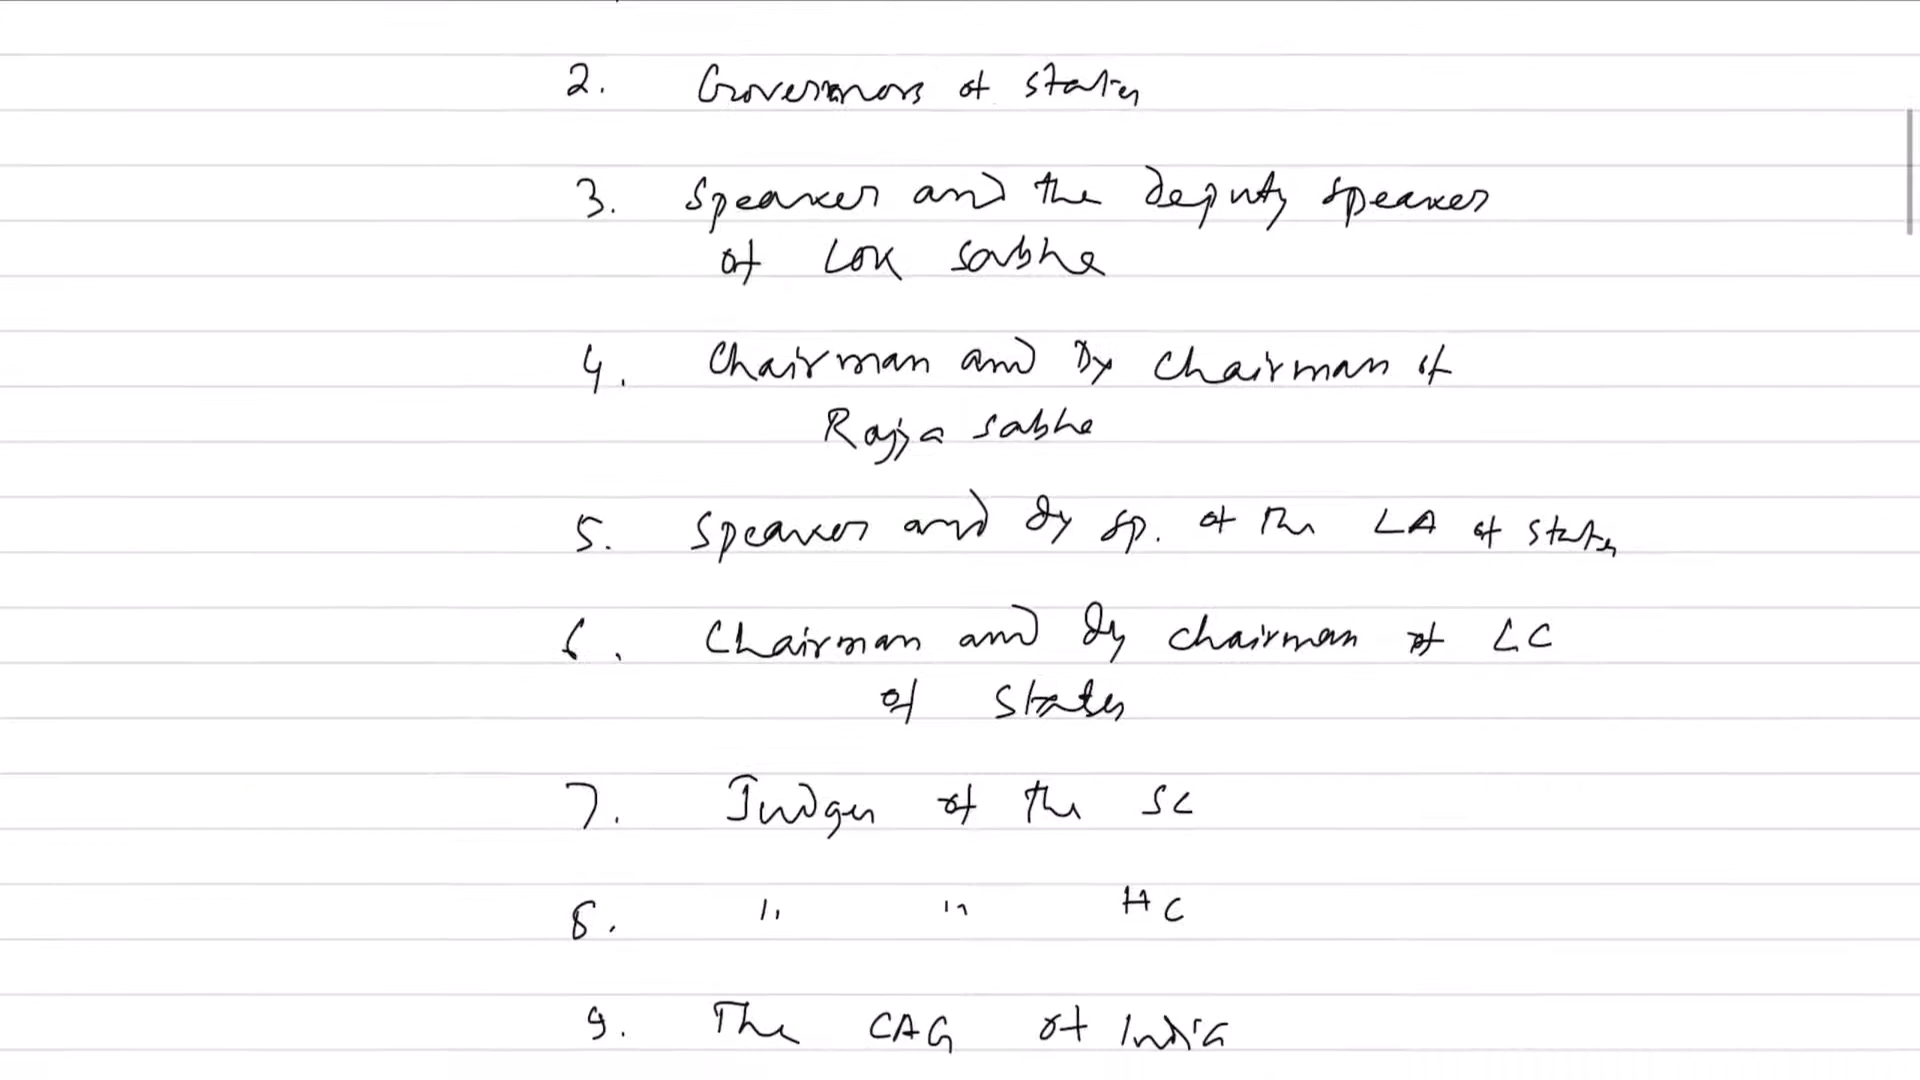 2. Governors of states
3. Speaker and the deputy speaker
of Lok sabha
4. Chairman and Dy Chairman of
Rajya sabha
5. Speaker and dy sp. of the LA of states
6. Chairman and dy chairman of LC
of states
7. Judges of the SC
8. " " HC
9. The CAG of India